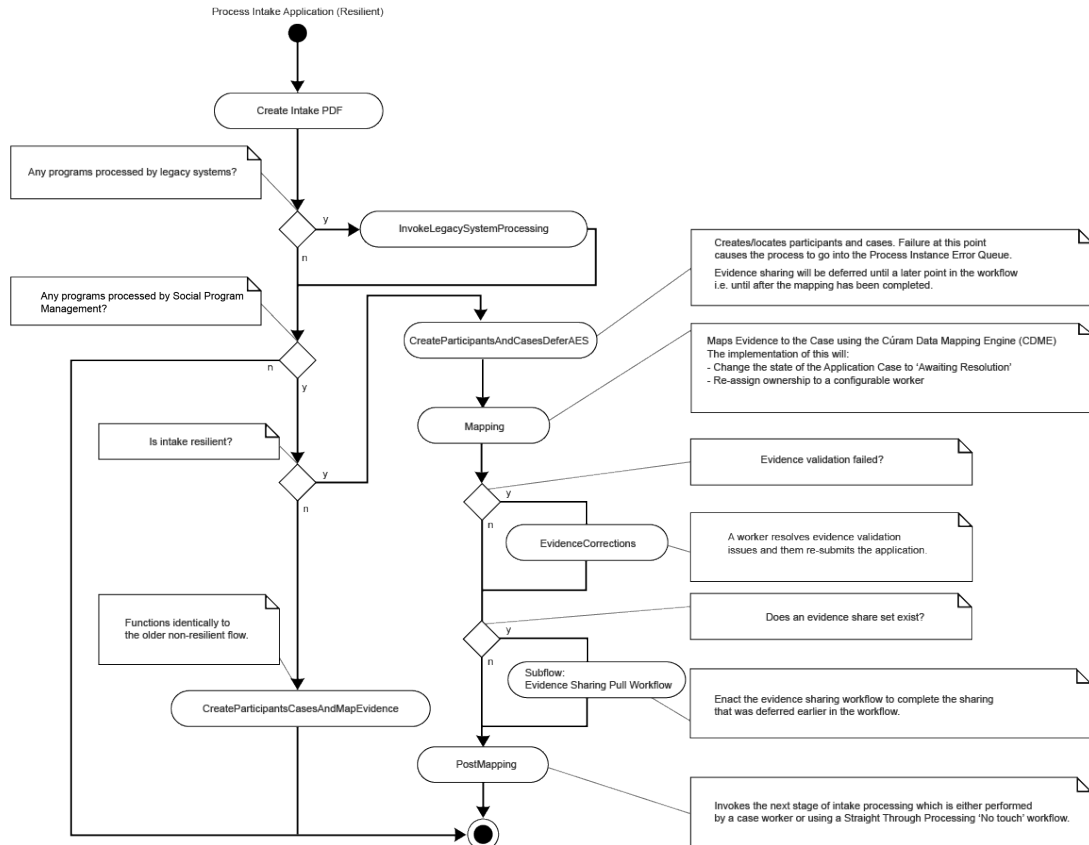 Process Intake Application (Resilient)
Create Intake PDF
Any programs processed by legacy systems?
y
InvokeLegacySystemProcessing
n
Creates/locates participants and cases. Failure at this point
causes the process to go into the Process Instance Error Queue.
Evidence sharing will be deferred until a later point in the workflow
i.e. until after the mapping has been completed.
Any programs processed by Social Program
Management?
CreateParticipantsAndCasesDeferAES
n
y
Maps Evidence to the Case using the Cúram Data Mapping Engine (CDME)
The implementation of this will:
- Change the state of the Application Case to ‘Awaiting Resolution’
- Re-assign ownership to a configurable worker
Is intake resilient?
Mapping
y
n
Evidence validation failed?
y
n
EvidenceCorrections
A worker resolves evidence validation
issues and them re-submits the application.
Does an evidence share set exist?
y
n
Functions identically to
the older non-resilient flow.
Subflow:
Evidence Sharing Pull Workflow
Enact the evidence sharing workflow to complete the sharing
that was deferred earlier in the workflow.
CreateParticipantsCasesAndMapEvidence
PostMapping
Invokes the next stage of intake processing which is either performed
by a case worker or using a Straight Through Processing ‘No touch’ workflow.